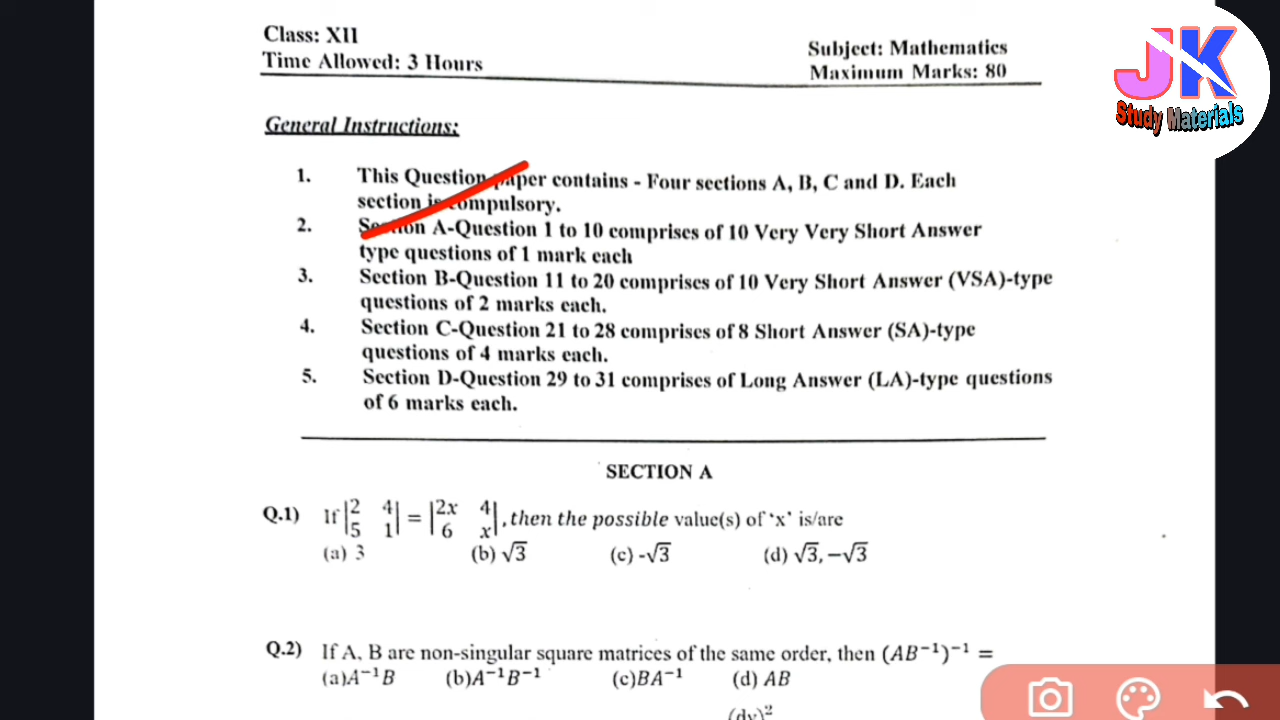 Class: XII
Time Allowed: 3 Hours
Subject: Mathematics
Maximum Marks: 80
JK
Study Materials
General Instructions:
1. This Question paper contains - Four sections A, B, C and D. Each
section is compulsory.
2. Section A-Question 1 to 10 comprises of 10 Very Very Short Answer
type questions of 1 mark each
3. Section B-Question 11 to 20 comprises of 10 Very Short Answer (VSA)-type
questions of 2 marks each.
4. Section C-Question 21 to 28 comprises of 8 Short Answer (SA)-type
questions of 4 marks each.
5. Section D-Question 29 to 31 comprises of Long Answer (LA)-type questions
of 6 marks each.
SECTION A
Q.1) If |2 4; 5 1| = |2x 4; 6 x|, then the possible value(s) of 'x' is/are
(a) 3 (b) √3 (c) -√3 (d) √3, −√3
Q.2) If A, B are non-singular square matrices of the same order, then (AB⁻¹)⁻¹ =
(a)A⁻¹B (b)A⁻¹B⁻¹ (c)BA⁻¹ (d) AB